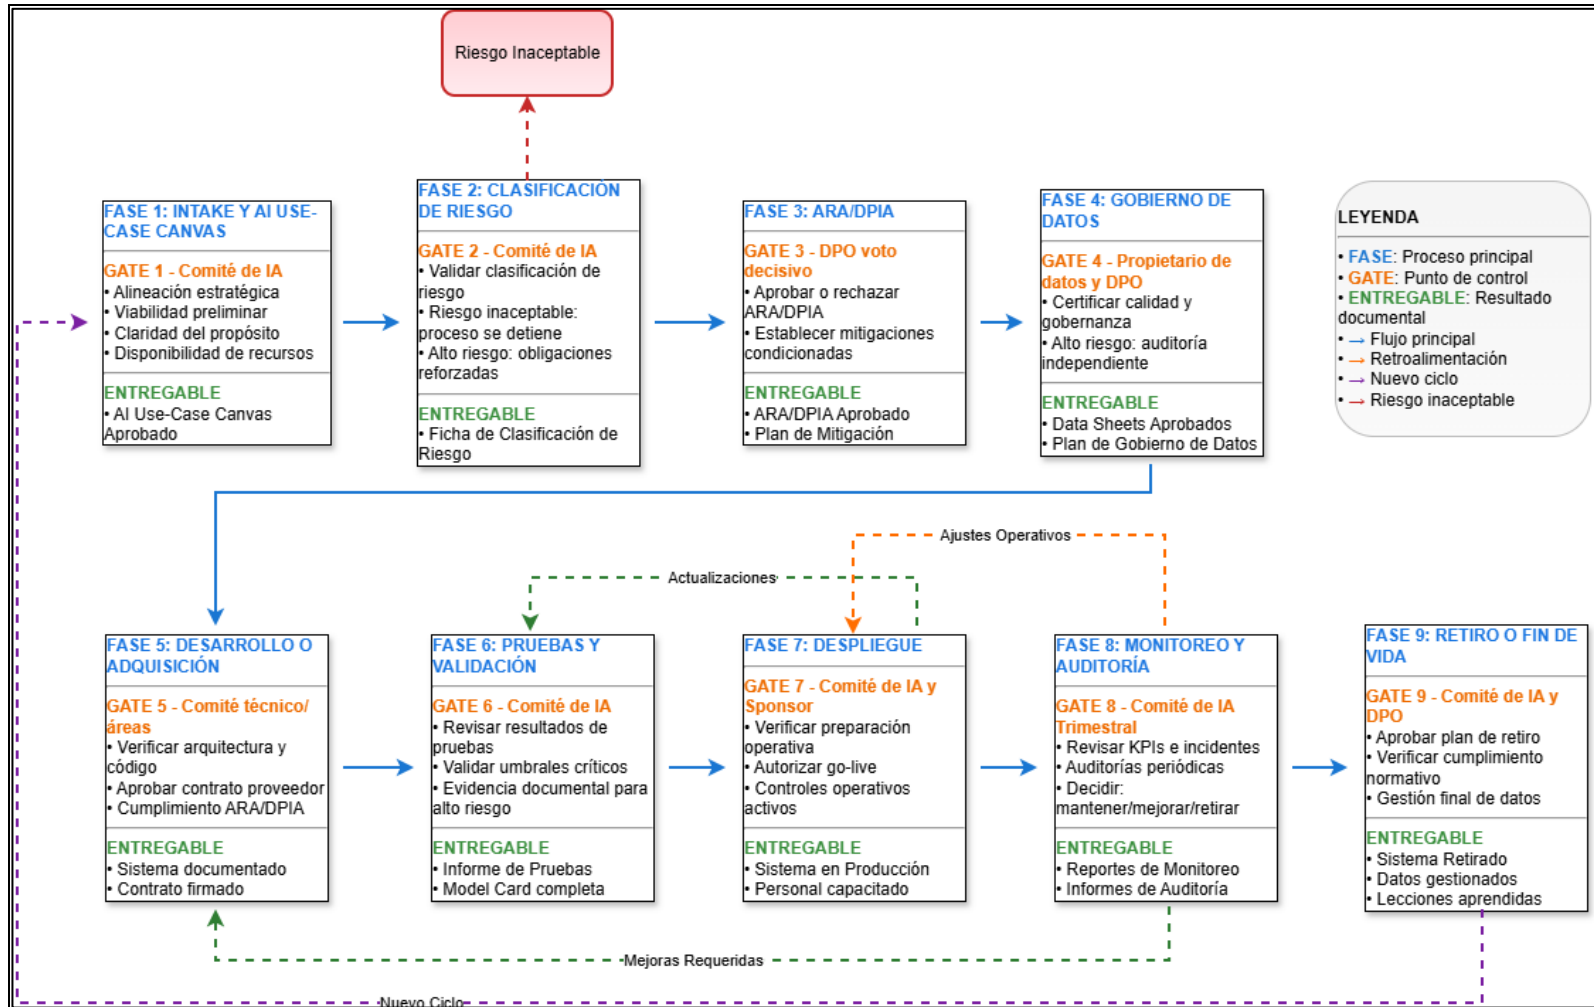 Riesgo Inaceptable
FASE 1: INTAKE Y AI USE-
CASE CANVAS
GATE 1 - Comité de IA
• Alineación estratégica
• Viabilidad preliminar
• Claridad del propósito
• Disponibilidad de recursos
ENTREGABLE
• AI Use-Case Canvas
Aprobado
FASE 2: CLASIFICACIÓN
DE RIESGO
GATE 2 - Comité de IA
• Validar clasificación de
riesgo
• Riesgo inaceptable:
proceso se detiene
• Alto riesgo: obligaciones
reforzadas
ENTREGABLE
• Ficha de Clasificación de
Riesgo
FASE 3: ARA/DPIA
GATE 3 - DPO voto
decisivo
• Aprobar o rechazar
ARA/DPIA
• Establecer mitigaciones
condicionadas
ENTREGABLE
• ARA/DPIA Aprobado
• Plan de Mitigación
FASE 4: GOBIERNO DE
DATOS
GATE 4 - Propietario de
datos y DPO
• Certificar calidad y
gobernanza
• Alto riesgo: auditoría
independiente
ENTREGABLE
• Data Sheets Aprobados
• Plan de Gobierno de Datos
LEYENDA
• FASE: Proceso principal
• GATE: Punto de control
• ENTREGABLE: Resultado
documental
• → Flujo principal
• → Retroalimentación
• → Nuevo ciclo
• → Riesgo inaceptable
Ajustes Operativos
Actualizaciones
FASE 5: DESARROLLO O
ADQUISICIÓN
GATE 5 - Comité técnico/
áreas
• Verificar arquitectura y
código
• Aprobar contrato proveedor
• Cumplimiento ARA/DPIA
ENTREGABLE
• Sistema documentado
• Contrato firmado
FASE 6: PRUEBAS Y
VALIDACIÓN
GATE 6 - Comité de IA
• Revisar resultados de
pruebas
• Validar umbrales críticos
• Evidencia documental para
alto riesgo
ENTREGABLE
• Informe de Pruebas
• Model Card completa
FASE 7: DESPLIEGUE
GATE 7 - Comité de IA y
Sponsor
• Verificar preparación
operativa
• Autorizar go-live
• Controles operativos
activos
ENTREGABLE
• Sistema en Producción
• Personal capacitado
FASE 8: MONITOREO Y
AUDITORÍA
GATE 8 - Comité de IA
Trimestral
• Revisar KPIs e incidentes
• Auditorías periódicas
• Decidir:
mantener/mejorar/retirar
ENTREGABLE
• Reportes de Monitoreo
• Informes de Auditoría
FASE 9: RETIRO O FIN DE
VIDA
GATE 9 - Comité de IA y
DPO
• Aprobar plan de retiro
• Verificar cumplimiento
normativo
• Gestión final de datos
ENTREGABLE
• Sistema Retirado
• Datos gestionados
• Lecciones aprendidas
Mejoras Requeridas
Nuevo Ciclo